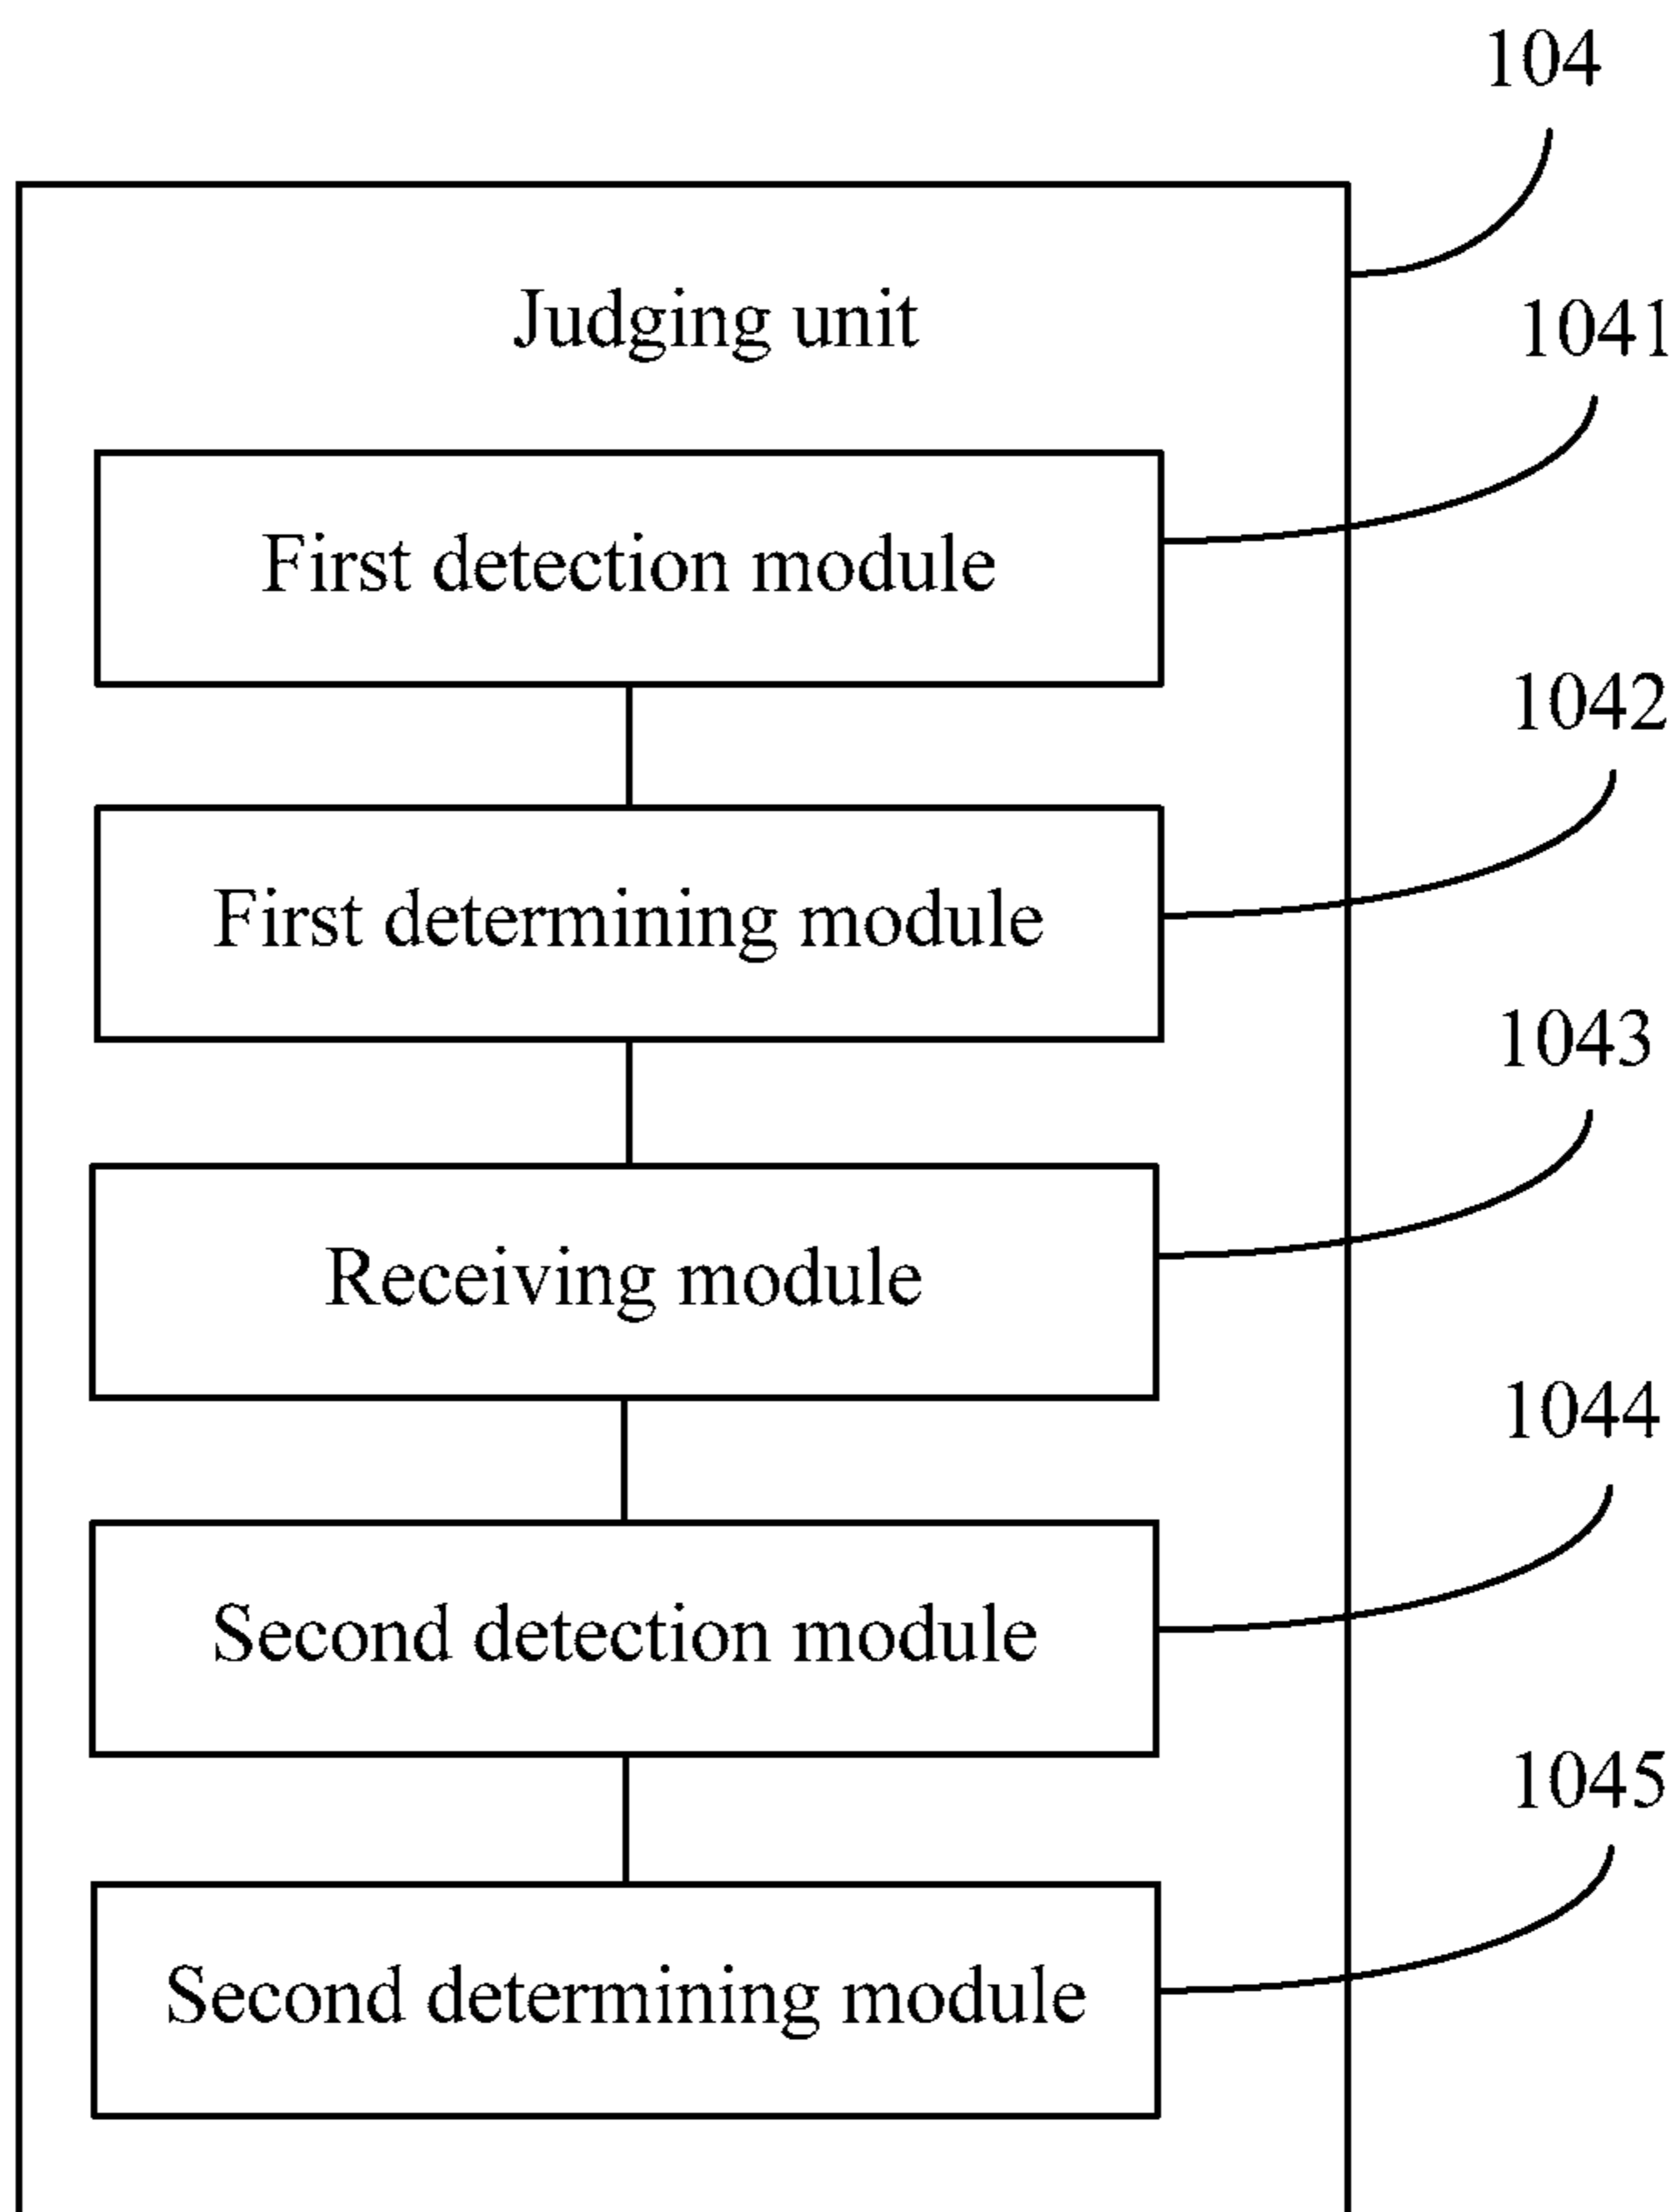 104
Judging unit
1041
First detection module
1042
First determining module
1043
Receiving module
1044
Second detection module
1045
Second determining module